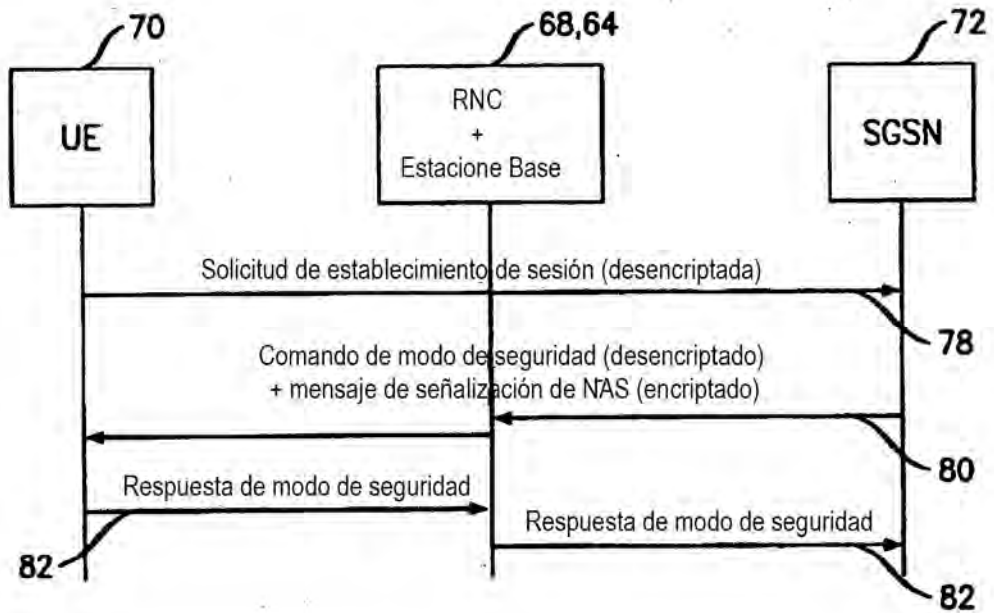 70
68,64
72
UE
RNC
+
Estacione Base
SGSN
Solicitud de establecimiento de sesión (desencriptada)
78
Comando de modo de seguridad (desencriptado)
+ mensaje de señalización de NAS (encriptado)
80
Respuesta de modo de seguridad
Respuesta de modo de seguridad
82
82